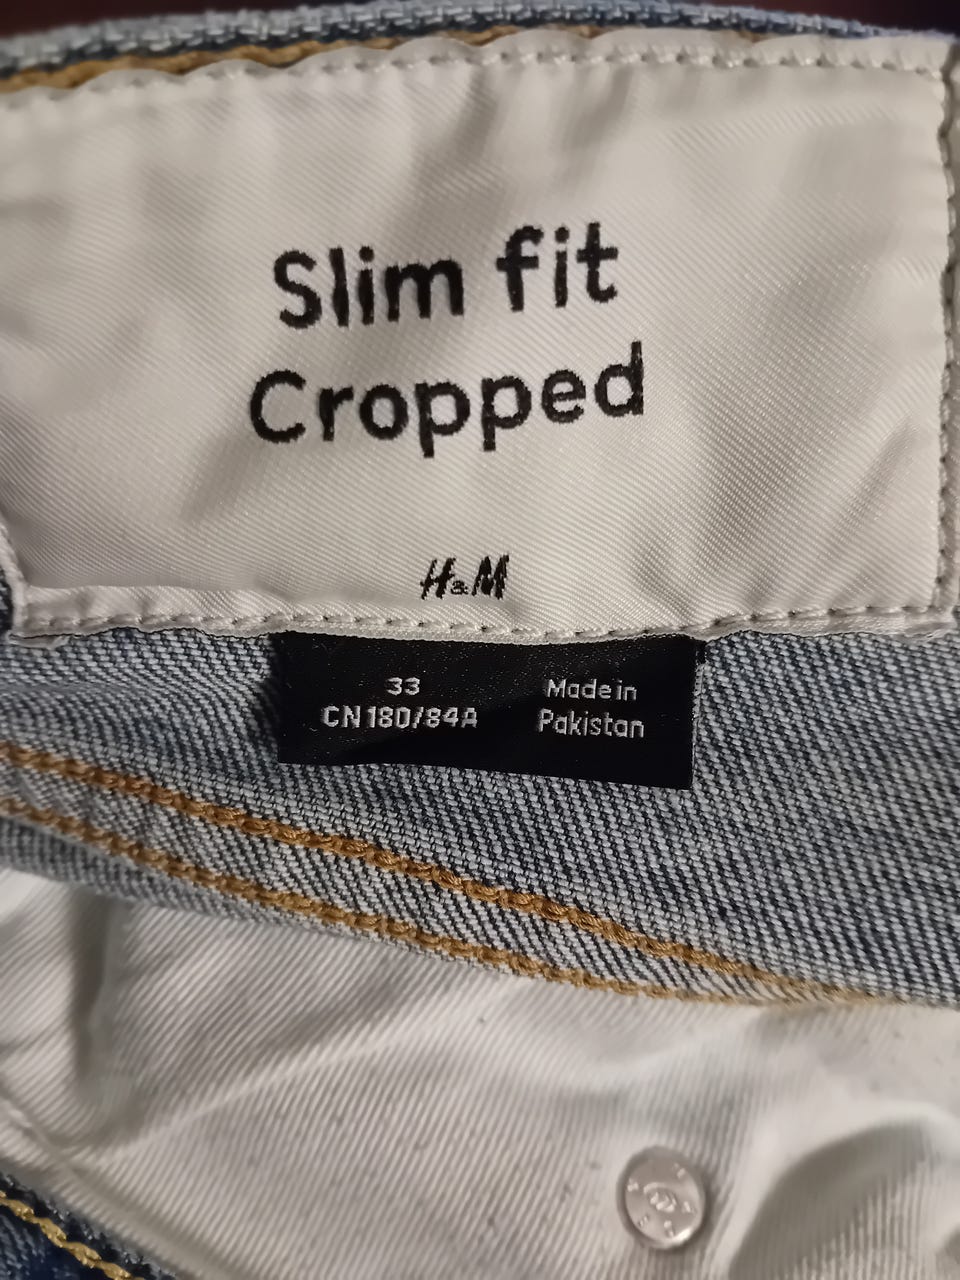 Slim fit
Cropped
H&M
33
CN 180/84A
Made in
Pakistan